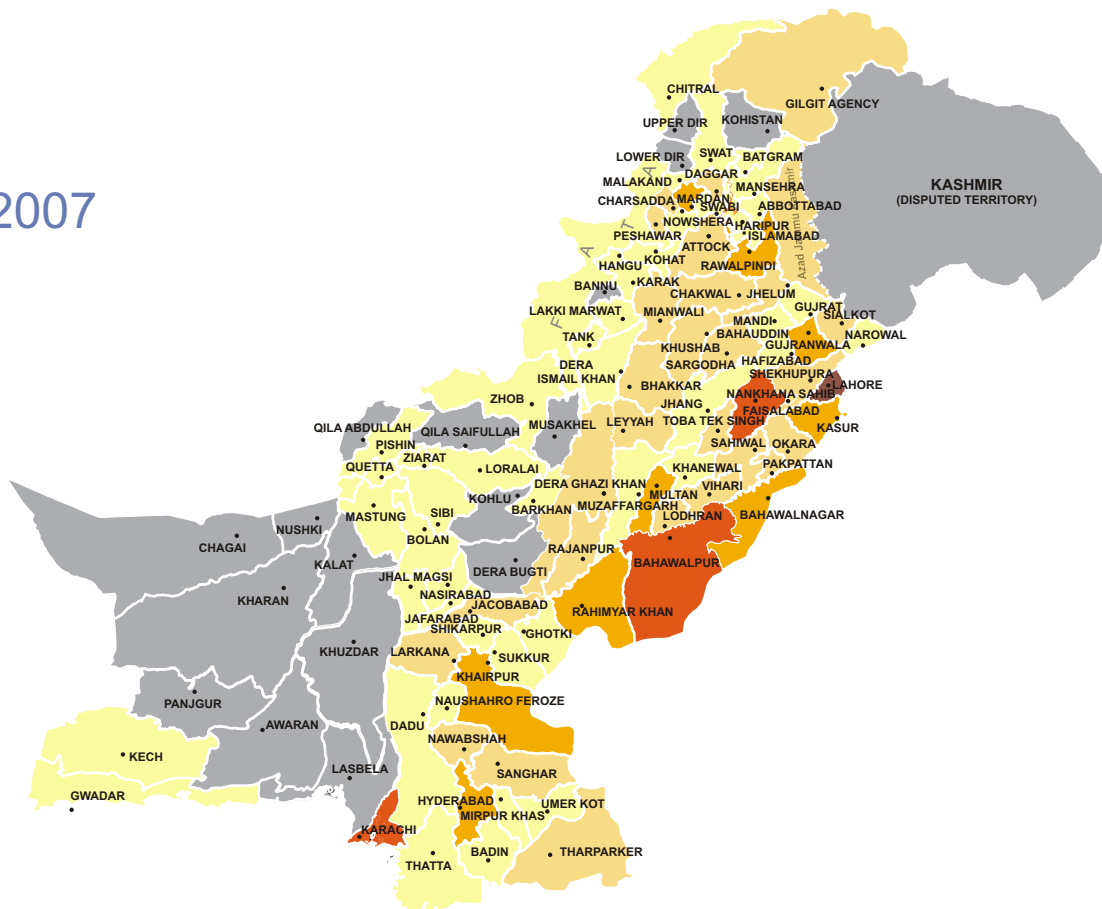 2007
CHITRAL
GILGIT AGENCY
UPPER DIR
KOHISTAN
LOWER DIR
SWAT
BATGRAM
DAGGAR
MALAKAND
MANSEHRA
KASHMIR
(DISPUTED TERRITORY)
CHARSADDA
MARDAN
SWABI
ABBOTTABAD
NOWSHERA
HARIPUR
PESHAWAR
ISLAMABAD
ATTOCK
Azad Jammu Kashmir
F A T A
HANGU
KOHAT
RAWALPINDI
BANNU
KARAK
CHAKWAL
JHELUM
LAKKI MARWAT
MIANWALI
GUJRAT
MANDI
BAHAUDDIN
SIALKOT
TANK
KHUSHAB
GUJRANWALA
NAROWAL
DERA
ISMAIL KHAN
SARGODHA
HAFIZABAD
SHEKHUPURA
BHAKKAR
LAHORE
NANKHANA SAHIB
ZHOB
JHANG
FAISALABAD
QILA ABDULLAH
QILA SAIFULLAH
MUSAKHEL
LEYYAH
TOBA TEK SINGH
KASUR
PISHIN
SAHIWAL
OKARA
ZIARAT
QUETTA
LORALAI
KHANEWAL
PAKPATTAN
DERA GHAZI KHAN
VIHARI
KOHLU
MULTAN
BARKHAN
MUZAFFARGARH
MASTUNG
SIBI
LODHRAN
BAHAWALNAGAR
NUSHKI
BOLAN
CHAGAI
RAJANPUR
KALAT
DERA BUGTI
BAHAWALPUR
JHAL MAGSI
KHARAN
NASIRABAD
JACOBABAD
RAHIMYAR KHAN
JAFARABAD
SHIKARPUR
GHOTKI
KHUZDAR
LARKANA
SUKKUR
KHAIRPUR
PANJGUR
NAUSHAHRO FEROZE
AWARAN
DADU
NAWABSHAH
KECH
LASBELA
SANGHAR
GWADAR
HYDERABAD
UMER KOT
MIRPUR KHAS
KARACHI
BADIN
THARPARKER
THATTA